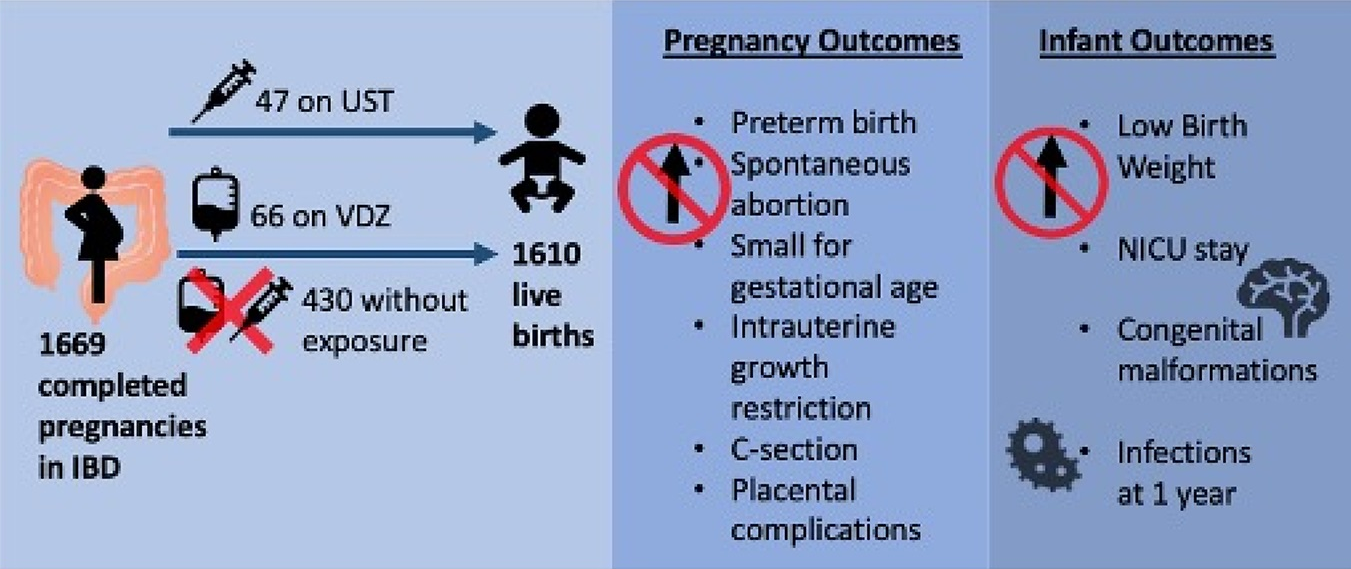 47 on UST
66 on VDZ
430 without
exposure
1669
completed
pregnancies
in IBD
1610
live
births
Pregnancy Outcomes
• Preterm birth
• Spontaneous
abortion
• Small for
gestational age
• Intrauterine
growth
restriction
• C-section
• Placental
complications
Infant Outcomes
• Low Birth
Weight
• NICU stay
• Congenital
malformations
• Infections
at 1 year